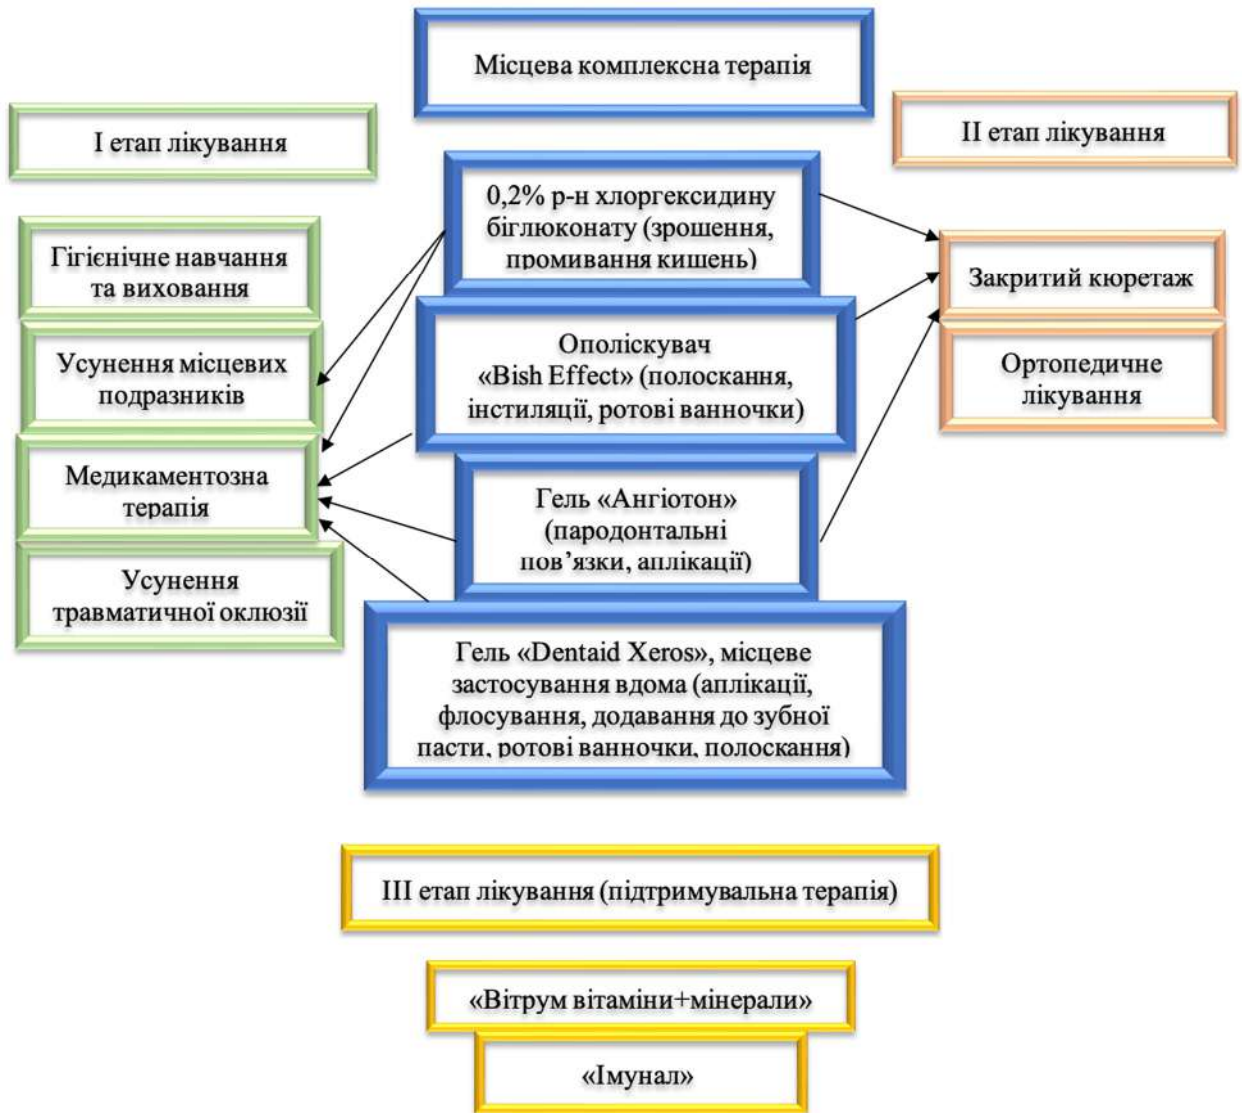 Місцева комплексна терапія
І етап лікування
ІІ етап лікування
0,2% р-н хлоргексидину
біглюконату (зрошення,
промивання кишень)
Гігієнічне навчання
та виховання
Закритий кюретаж
Ополіскувач
«Bish Effect» (полоскання,
інстиляції, ротові ванночки)
Усунення місцевих
подразників
Ортопедичне
лікування
Медикаментозна
терапія
Гель «Ангіотон»
(пародонтальні
пов’язки, аплікації)
Усунення
травматичної оклюзії
Гель «Dentaid Xeros», місцеве
застосування вдома (аплікації,
флосування, додавання до зубної
пасти, ротові ванночки, полоскання)
ІІІ етап лікування (підтримувальна терапія)
«Вітрум вітаміни+мінерали»
«Імунал»